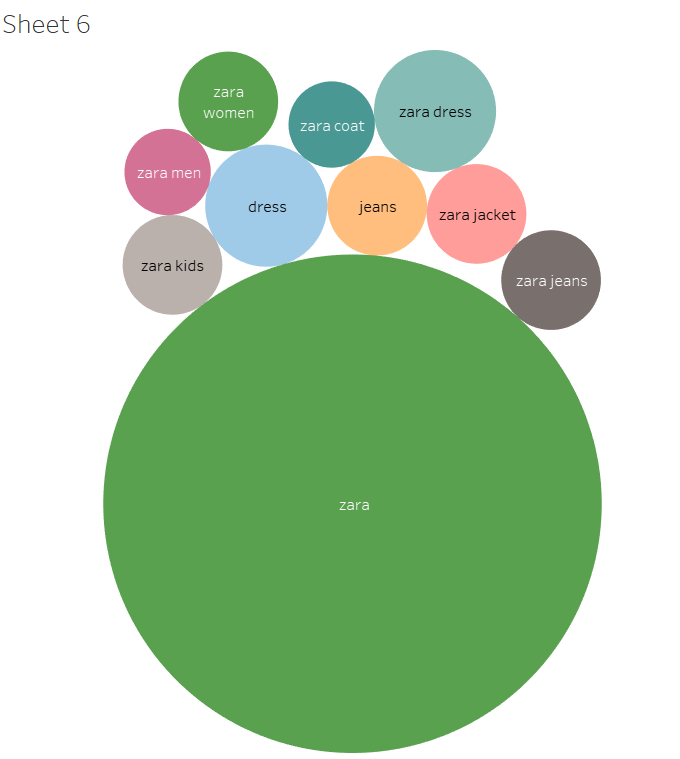 Sheet 6
zara
women
zara coat
zara dress
zara men
dress
jeans
zara jacket
zara kids
zara jeans
zara